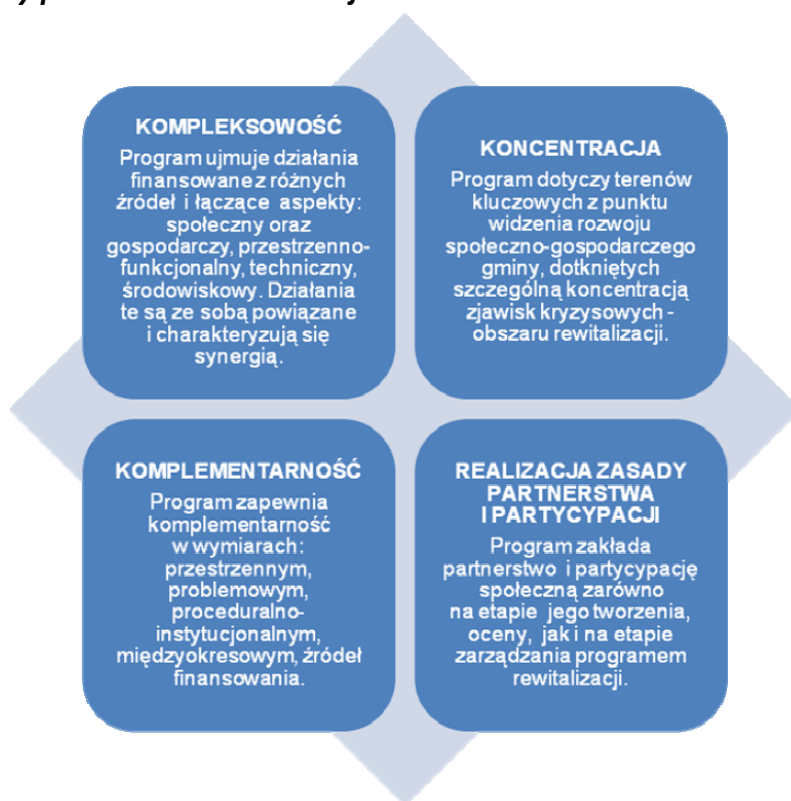 KOMPLEKSOWOŚĆ
Program ujmuje działania
finansowane z różnych
źródeł i łączące aspekty:
społeczny oraz
gospodarczy, przestrzenno-
funkcjonalny, techniczny,
środowiskowy. Działania
te są ze sobą powiązane
i charakteryzują się
synergią.
KONCENTRACJA
Program dotyczy terenów
kluczowych z punktu
widzenia rozwoju
społeczno-gospodarczego
gminy, dotkniętych
szczególną koncentracją
zjawisk kryzysowych -
obszaru rewitalizacji.
KOMPLEMENTARNOŚĆ
Program zapewnia
komplementarność
w wymiarach:
przestrzennym,
problemowym,
proceduralno-
instytucjonalnym,
międzyokresowym, źródeł
finansowania.
REALIZACJA ZASADY
PARTNERSTWA
I PARTYCYPACJI
Program zakłada
partnerstwo i partycypację
społeczną zarówno
na etapie jego tworzenia,
oceny, jak i na etapie
zarządzania programem
rewitalizacji.